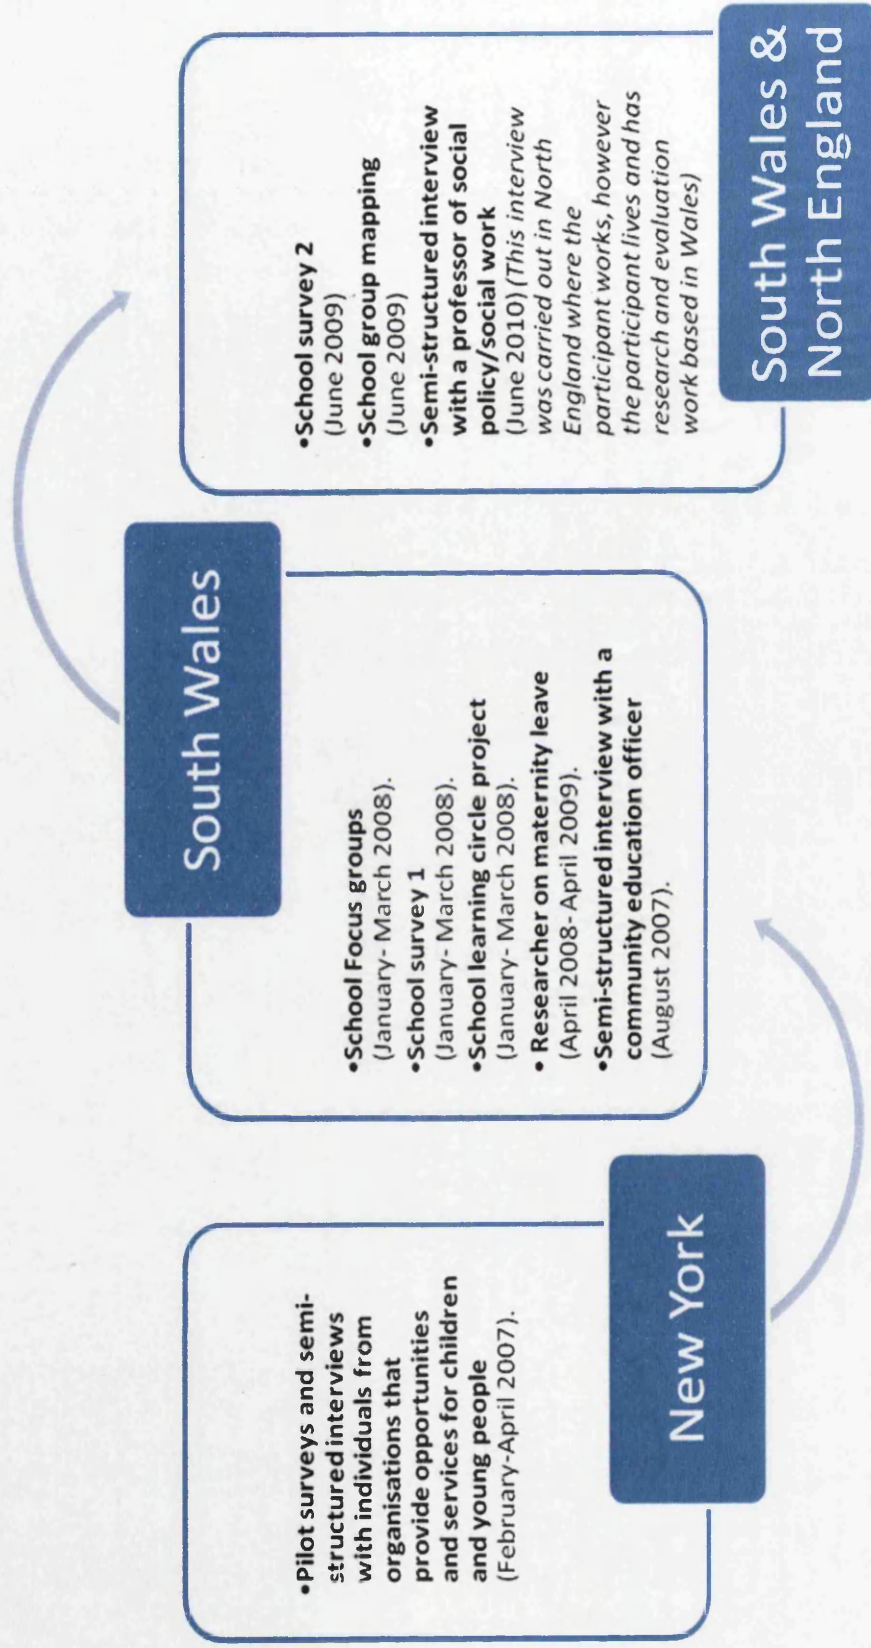 •Pilot surveys and semi-
structured interviews
with individuals from
organisations that
provide opportunities
and services for children
and young people
(February-April 2007).
New York
South Wales
•School Focus groups
(January- March 2008).
•School survey 1
(January- March 2008).
•School learning circle project
(January- March 2008).
• Researcher on maternity leave
(April 2008- April 2009).
•Semi-structured interview with a
community education officer
(August 2007).
•School survey 2
(June 2009)
•School group mapping
(June 2009)
•Semi-structured interview
with a professor of social
policy/social work
(June 2010) (This interview
was carried out in North
England where the
participant works, however
the participant lives and has
research and evaluation
work based in Wales)
South Wales &
North England